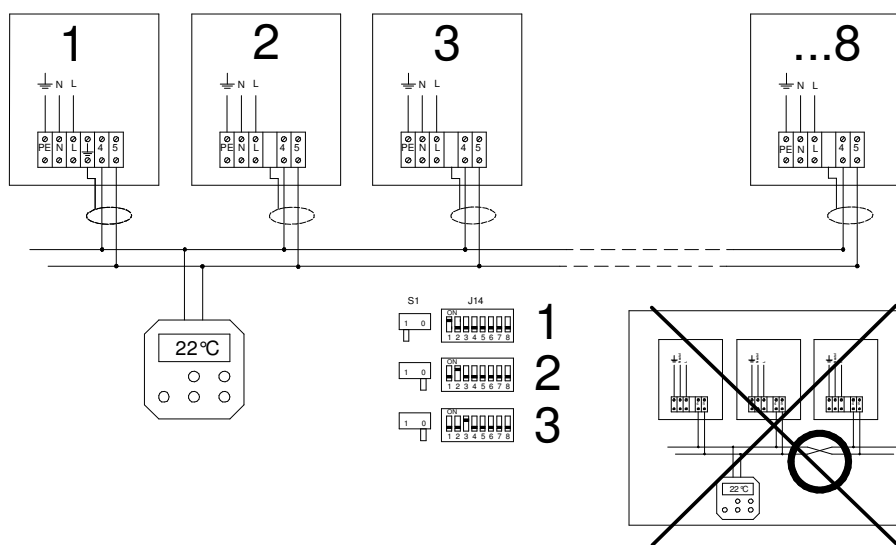 1 2 3 ...8
N L N L N L N L
PE N L 4 5 PE N L 4 5 PE N L 4 5 PE N L 4 5
22°C
S1 J14
ON
1 0 1 2 3 4 5 6 7 8 1
ON
1 0 1 2 3 4 5 6 7 8 2
ON
1 0 1 2 3 4 5 6 7 8 3
22°C